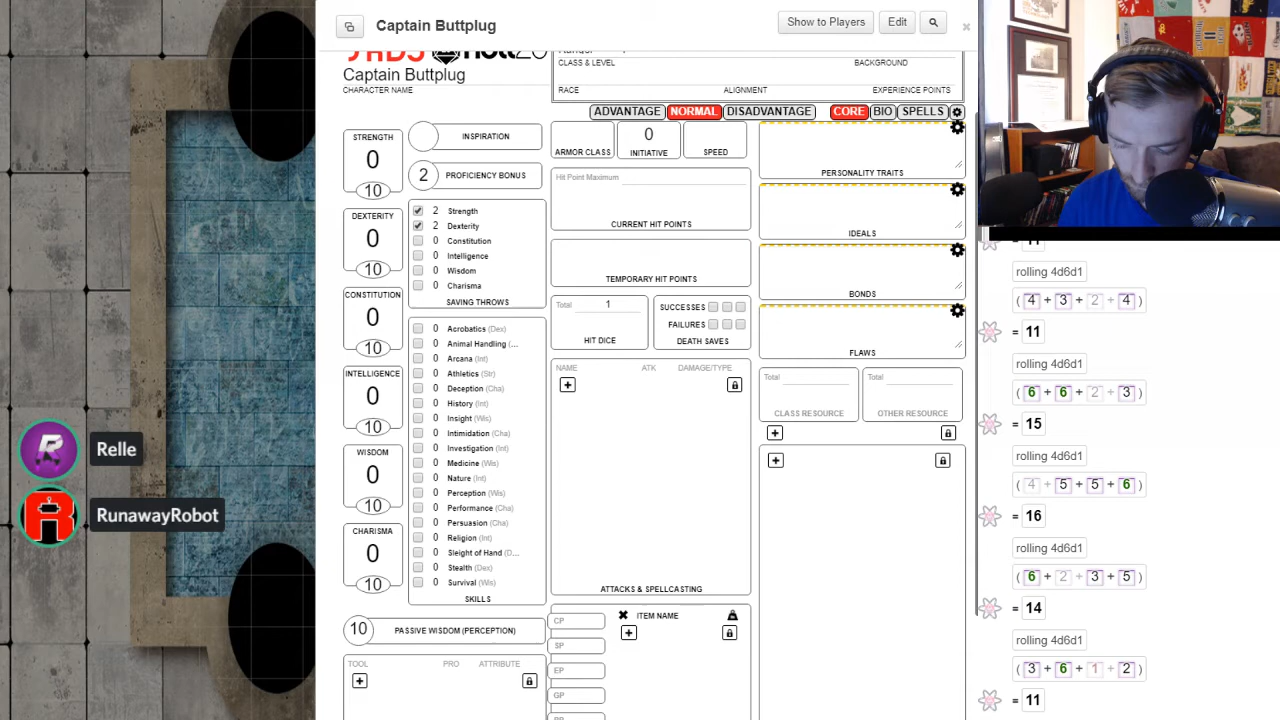 Captain Buttplug
Show to Players
Edit
Captain Buttplug
CHARACTER NAME
CLASS & LEVEL
BACKGROUND
RACE
ALIGNMENT
EXPERIENCE POINTS
ADVANTAGE NORMAL DISADVANTAGE
CORE BIO SPELLS
STRENGTH
0
10
DEXTERITY
0
10
CONSTITUTION
0
10
INTELLIGENCE
0
10
WISDOM
0
10
CHARISMA
0
10
INSPIRATION
2 PROFICIENCY BONUS
2 Strength
2 Dexterity
0 Constitution
0 Intelligence
0 Wisdom
0 Charisma
SAVING THROWS
0 Acrobatics (Dex)
0 Animal Handling (...
0 Arcana (Int)
0 Athletics (Str)
0 Deception (Cha)
0 History (Int)
0 Insight (Wis)
0 Intimidation (Cha)
0 Investigation (Int)
0 Medicine (Wis)
0 Nature (Int)
0 Perception (Wis)
0 Performance (Cha)
0 Persuasion (Cha)
0 Religion (Int)
0 Sleight of Hand (D...
0 Stealth (Dex)
0 Survival (Wis)
SKILLS
10 PASSIVE WISDOM (PERCEPTION)
TOOL PRO ATTRIBUTE
+
ARMOR CLASS
0
INITIATIVE
SPEED
Hit Point Maximum
CURRENT HIT POINTS
TEMPORARY HIT POINTS
Total 1
HIT DICE
SUCCESSES
FAILURES
DEATH SAVES
NAME ATK DAMAGE/TYPE
+
ATTACKS & SPELLCASTING
CP
SP
EP
GP
ITEM NAME
+
PERSONALITY TRAITS
IDEALS
BONDS
FLAWS
Total
CLASS RESOURCE
Total
OTHER RESOURCE
+
+
Relle
RunawayRobot
rolling 4d6d1
(4+3+2+4)
= 11
rolling 4d6d1
(6+6+2+3)
= 15
rolling 4d6d1
(4+5+5+6)
= 16
rolling 4d6d1
(6+2+3+5)
= 14
rolling 4d6d1
(3+6+1+2)
= 11